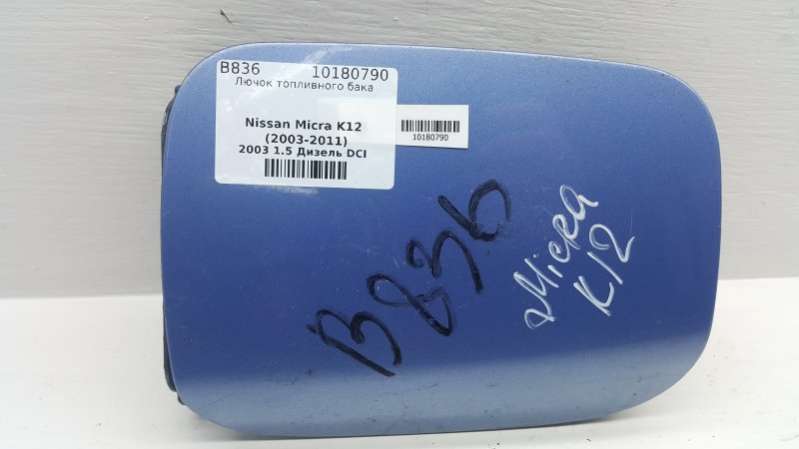 B836 10180790
Лючок топливного бака
Nissan Micra K12
(2003-2011)
2003 1.5 Дизель DCI
10180790
B836
Micra
K12